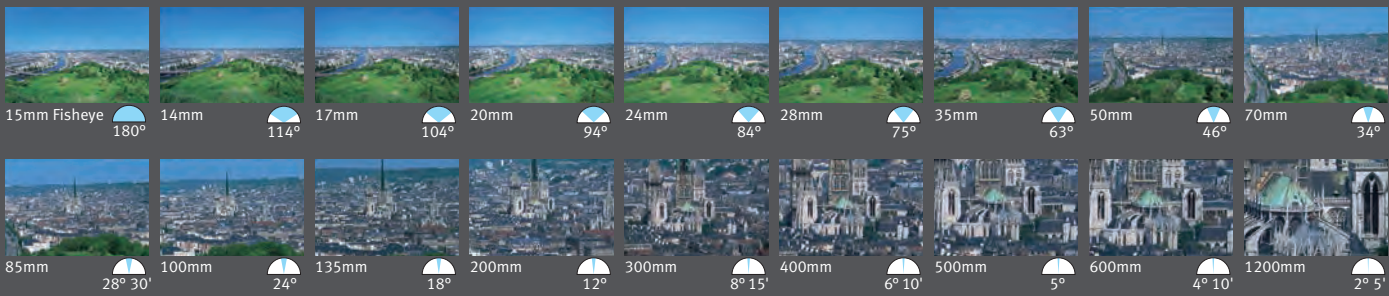 15mm Fisheye 180°
14mm 114°
17mm 104°
20mm 94°
24mm 84°
28mm 75°
35mm 63°
50mm 46°
70mm 34°
85mm 28° 30'
100mm 24°
135mm 18°
200mm 12°
300mm 8° 15'
400mm 6° 10'
500mm 5°
600mm 4° 10'
1200mm 2° 5'